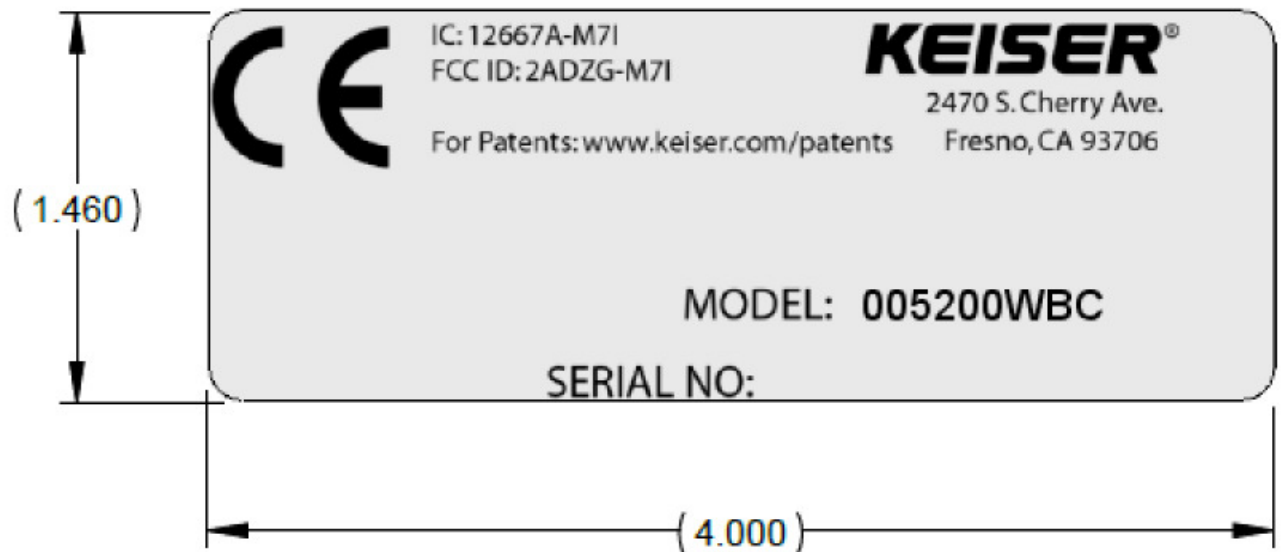 CE
IC: 12667A-M7I
FCC ID: 2ADZG-M7I
For Patents: www.keiser.com/patents
KEISER®
2470 S. Cherry Ave.
Fresno, CA 93706
( 1.460 )
MODEL: 005200WBC
SERIAL NO:
( 4.000 )